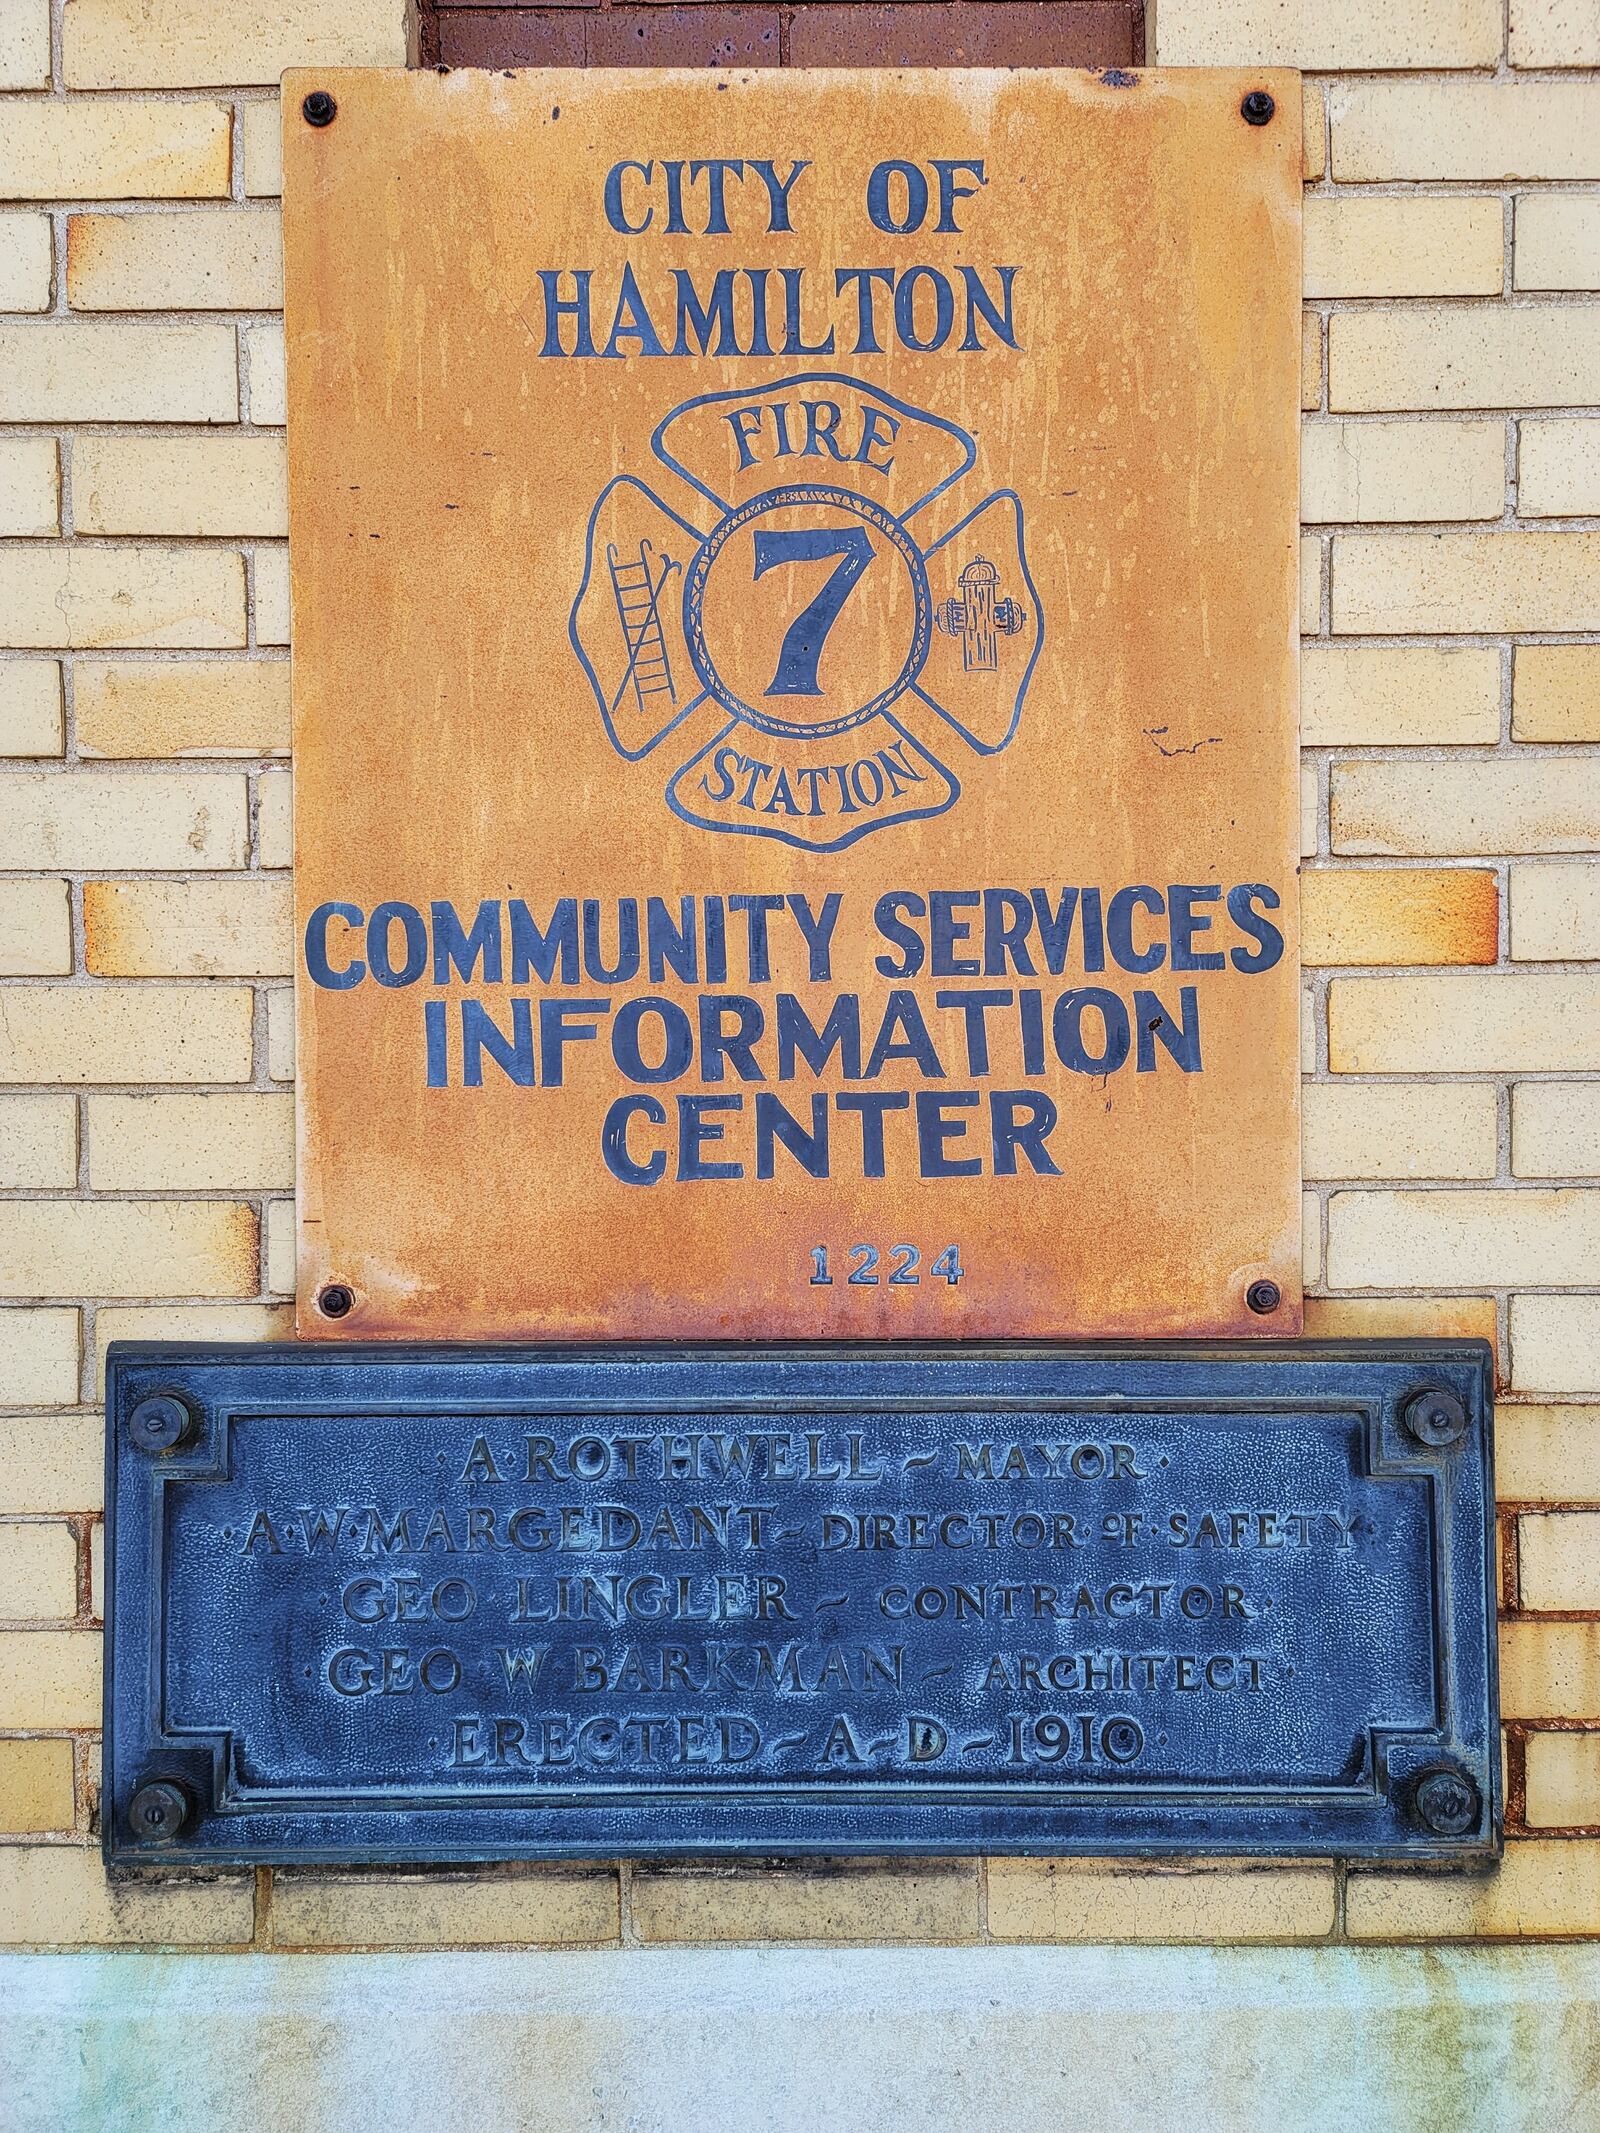 CITY OF
HAMILTON
FIRE
7
STATION
COMMUNITY SERVICES
INFORMATION
CENTER
1224
·A·ROTHWELL~MAYOR·
·A·W·MARGEDANT~DIRECTOR·OF·SAFETY·
·GEO·LINGLER~CONTRACTOR·
·GEO·W·BARKMAN~ARCHITECT·
·ERECTED~A~D~1910·